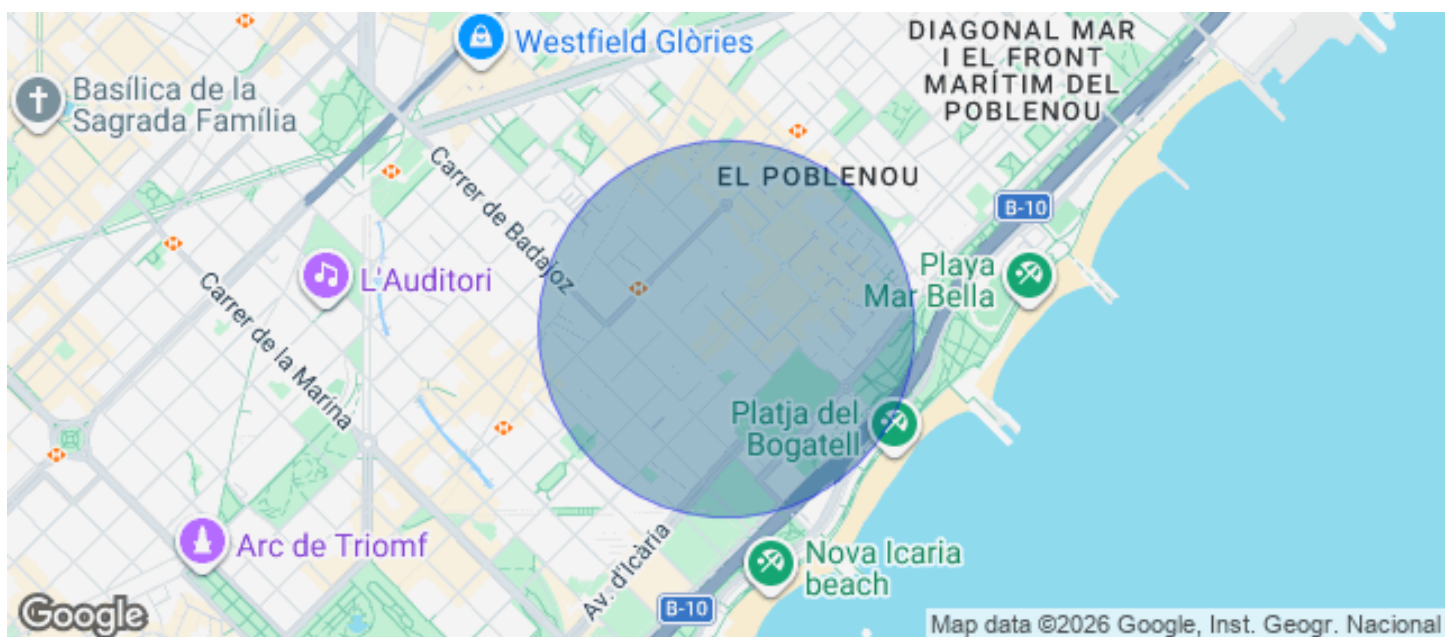 DIAGONAL MAR
I EL FRONT
MARÍTIM DEL
POBLENOU
Westfield Glòries
Basílica de la
Sagrada Família
Carrer de Badajoz
EL POBLENOU
B-10
L'Auditori
Playa
Mar Bella
Carrer de la Marina
Platja del
Bogatell
Arc de Triomf
Av. d'Icària
Nova Icaria
beach
B-10
Google
Map data ©2026 Google, Inst. Geogr. Nacional